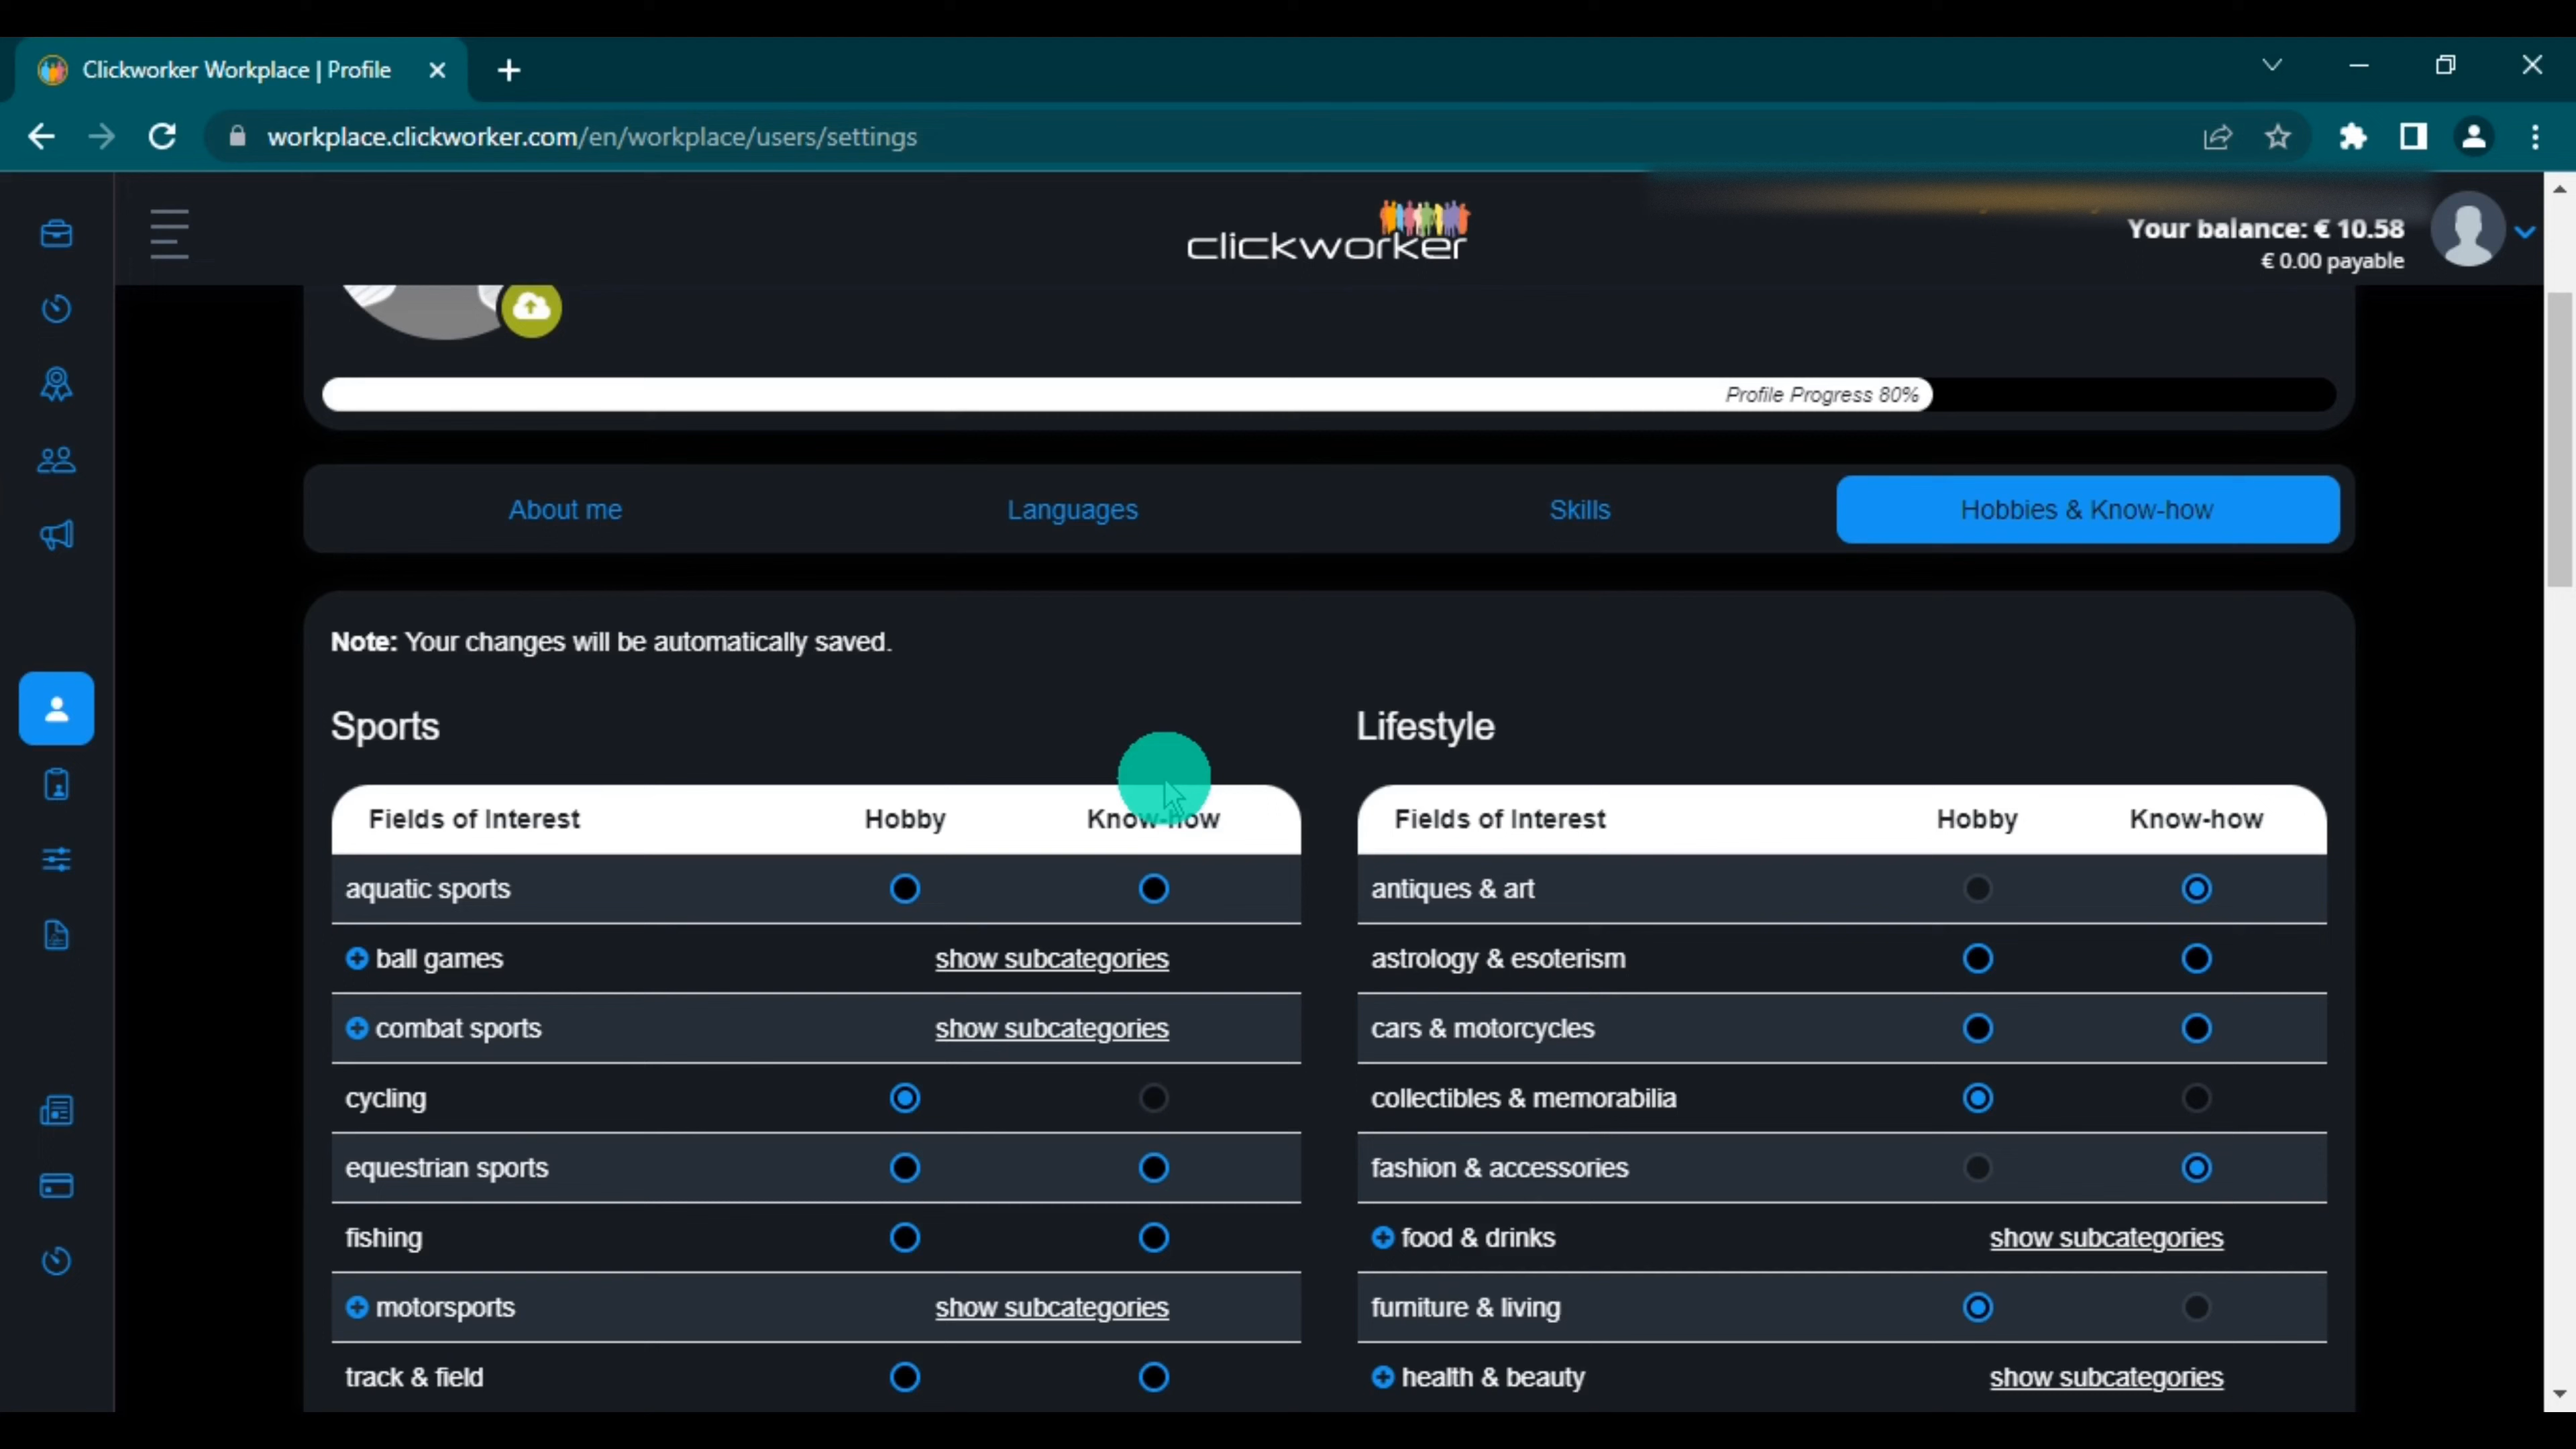 Clickworker Workplace | Profile
workplace.clickworker.com/en/workplace/users/settings
clickworker
Your balance: € 10.58
€ 0.00 payable
Profile Progress 80%
About me Languages Skills Hobbies & Know-how
Note: Your changes will be automatically saved.
Sports
Fields of Interest Hobby Know-how
aquatic sports
ball games show subcategories
combat sports show subcategories
cycling
equestrian sports
fishing
motorsports show subcategories
track & field
Lifestyle
Fields of Interest Hobby Know-how
antiques & art
astrology & esoterism
cars & motorcycles
collectibles & memorabilia
fashion & accessories
food & drinks show subcategories
furniture & living
health & beauty show subcategories